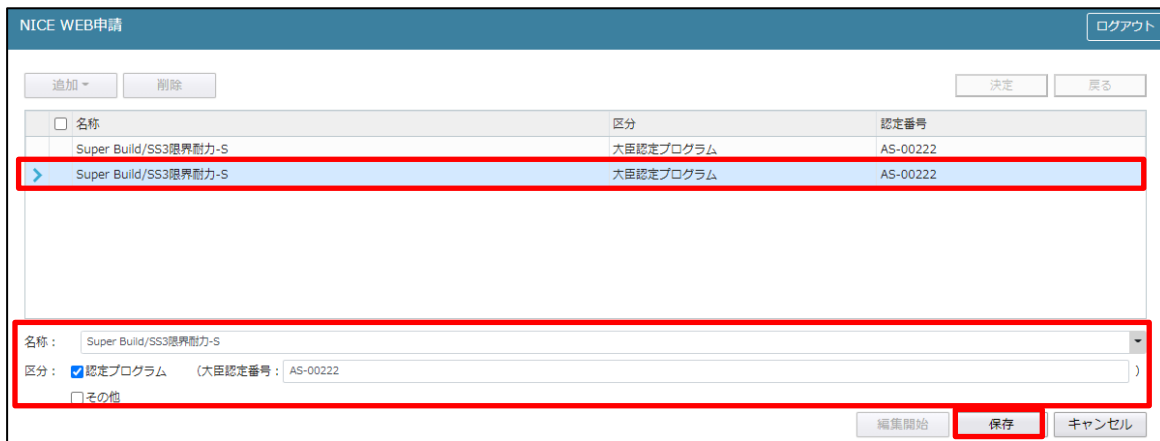 NICE WEB申請 ログアウト
追加 削除 決定 戻る
名称 区分 認定番号
Super Build/SS3限界耐力-S 大臣認定プログラム AS-00222
Super Build/SS3限界耐力-S 大臣認定プログラム AS-00222
名称： Super Build/SS3限界耐力-S
区分： 認定プログラム （大臣認定番号： AS-00222 ）
その他
編集開始 保存 キャンセル